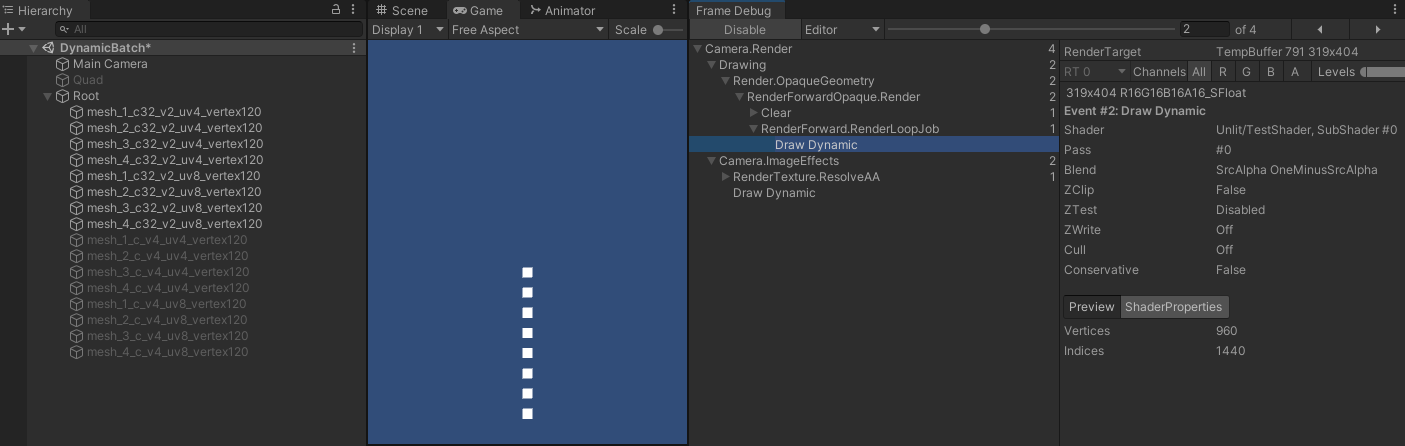 Hierarchy
All
DynamicBatch*
Main Camera
Quad
Root
mesh_1_c32_v2_uv4_vertex120
mesh_2_c32_v2_uv4_vertex120
mesh_3_c32_v2_uv4_vertex120
mesh_4_c32_v2_uv4_vertex120
mesh_1_c32_v2_uv8_vertex120
mesh_2_c32_v2_uv8_vertex120
mesh_3_c32_v2_uv8_vertex120
mesh_4_c32_v2_uv8_vertex120
mesh_1_c_v4_uv4_vertex120
mesh_2_c_v4_uv4_vertex120
mesh_3_c_v4_uv4_vertex120
mesh_4_c_v4_uv4_vertex120
mesh_1_c_v4_uv8_vertex120
mesh_2_c_v4_uv8_vertex120
mesh_3_c_v4_uv8_vertex120
mesh_4_c_v4_uv8_vertex120
Scene Game Animator
Display 1 Free Aspect Scale
Frame Debug
Disable Editor 2 of 4
Camera.Render 4
Drawing 2
Render.OpaqueGeometry 2
RenderForwardOpaque.Render 2
Clear 1
RenderForward.RenderLoopJob 1
Draw Dynamic
Camera.ImageEffects 2
RenderTexture.ResolveAA 1
Draw Dynamic
RenderTarget TempBuffer 791 319x404
RT 0 Channels All R G B A Levels
319x404 R16G16B16A16_SFloat
Event #2: Draw Dynamic
Shader Unlit/TestShader, SubShader #0
Pass #0
Blend SrcAlpha OneMinusSrcAlpha
ZClip False
ZTest Disabled
ZWrite Off
Cull Off
Conservative False
Preview ShaderProperties
Vertices 960
Indices 1440